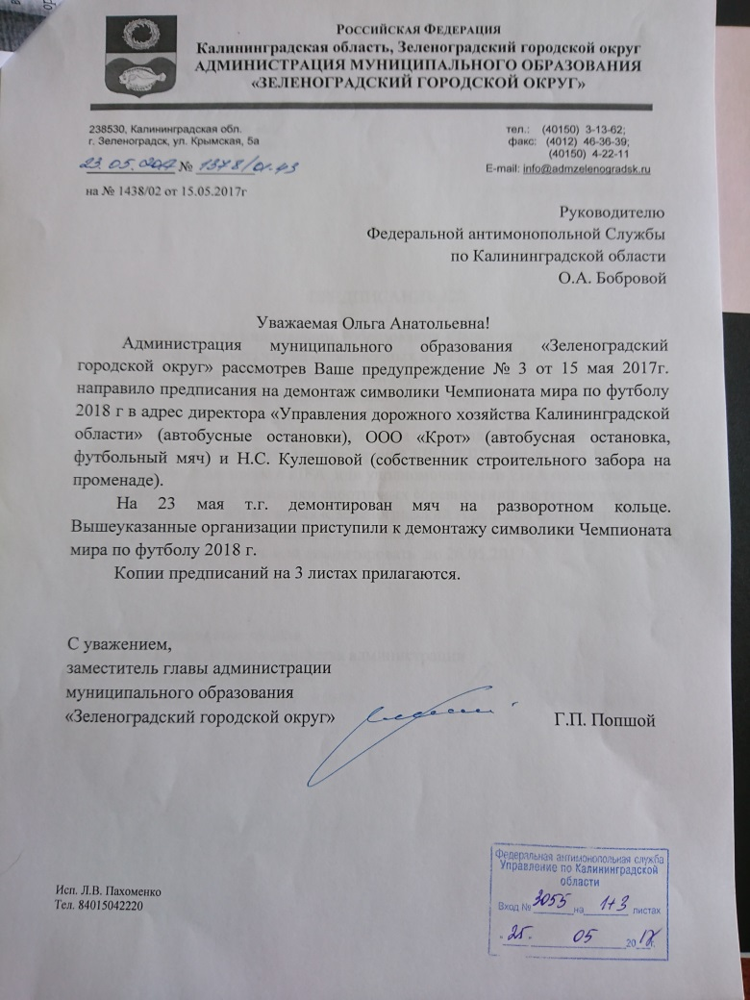 Российская Федерация
Калининградская область, Зеленоградский городской округ
АДМИНИСТРАЦИЯ МУНИЦИПАЛЬНОГО ОБРАЗОВАНИЯ
«ЗЕЛЕНОГРАДСКИЙ ГОРОДСКОЙ ОКРУГ»
238530, Калининградская обл.
г. Зеленоградск, ул. Крымская, 5а
23.05.2017 № 1378/01-13
на № 1438/02 от 15.05.2017г
тел.: (40150) 3-13-62;
факс: (4012) 46-36-39;
(40150) 4-22-11
E-mail: info@admzelenogradsk.ru
Руководителю
Федеральной антимонопольной Службы
по Калининградской области
О.А. Бобровой
Уважаемая Ольга Анатольевна!
Администрация муниципального образования «Зеленоградский
городской округ» рассмотрев Ваше предупреждение № 3 от 15 мая 2017г.
направило предписания на демонтаж символики Чемпионата мира по футболу
2018 г в адрес директора «Управления дорожного хозяйства Калининградской
области» (автобусные остановки), ООО «Крот» (автобусная остановка,
футбольный мяч) и Н.С. Кулешовой (собственник строительного забора на
променаде).
На 23 мая т.г. демонтирован мяч на разворотном кольце.
Вышеуказанные организации приступили к демонтажу символики Чемпионата
мира по футболу 2018 г.
Копии предписаний на 3 листах прилагаются.
С уважением,
заместитель главы администрации
муниципального образования
«Зеленоградский городской округ»
Г.П. Попшой
Исп. Л.В. Пахоменко
Тел. 84015042220
Федеральная антимонопольная служба
Управление по Калининградской
области
Вход № 3055 на 1+3 листах
25. 05 2017г.